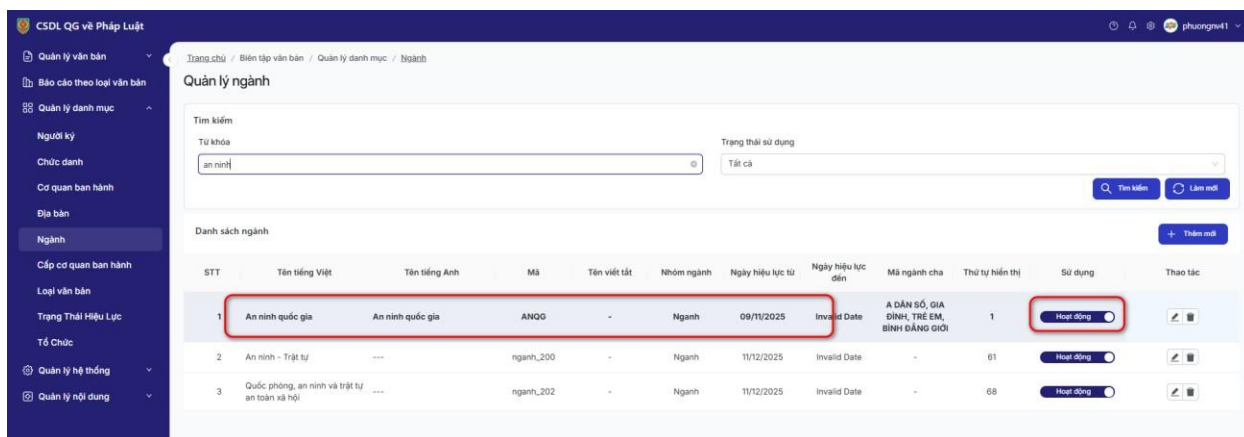 CSDL QG về Pháp Luật
phuongnv41
Quản lý văn bản
Báo cáo theo loại văn bản
Quản lý danh mục
Người ký
Chức danh
Cơ quan ban hành
Địa bàn
Ngành
Cấp cơ quan ban hành
Loại văn bản
Trạng Thái Hiệu Lực
Tổ Chức
Quản lý hệ thống
Quản lý nội dung
Trang chủ / Biên tập văn bản / Quản lý danh mục / Ngành
Quản lý ngành
Tìm kiếm
Từ khóa Trạng thái sử dụng
an ninh Tất cả
Tìm kiếm Làm mới
Danh sách ngành
+ Thêm mới
STT Tên tiếng Việt Tên tiếng Anh Mã Tên viết tắt Nhóm ngành Ngày hiệu lực từ Ngày hiệu lực đến Mã ngành cha Thứ tự hiển thị Sử dụng Thao tác
1 An ninh quốc gia An ninh quốc gia ANQG - Nganh 09/11/2025 Invalid Date A DÂN SỐ, GIA ĐÌNH, TRẺ EM, BÌNH ĐẲNG GIỚI 1 Hoạt động
2 An ninh - Trật tự --- nganh_200 - Nganh 11/12/2025 Invalid Date - 61 Hoạt động
3 Quốc phòng, an ninh và trật tự an toàn xã hội --- nganh_202 - Nganh 11/12/2025 Invalid Date - 68 Hoạt động